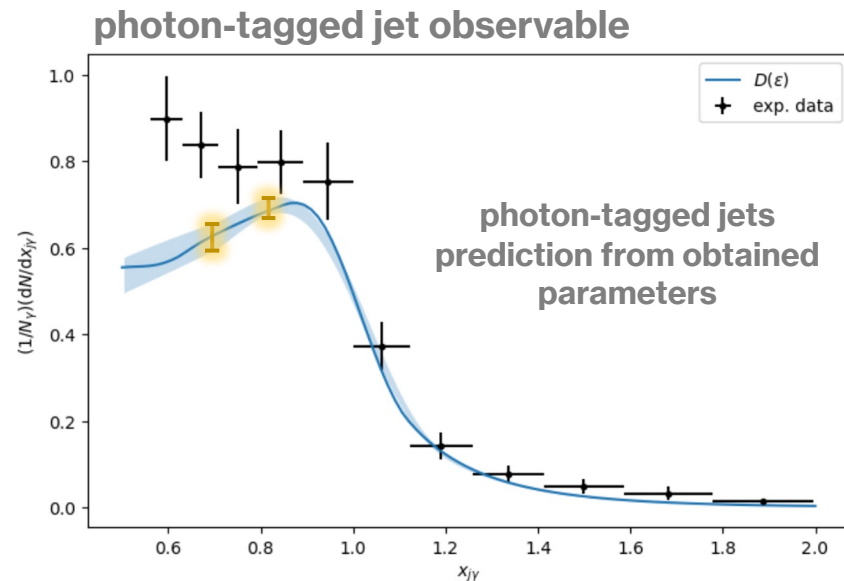 photon-tagged jet observable
D(ε)
exp. data
photon-tagged jets
prediction from obtained
parameters
(1/Nγ)(dN/dxjγ)
1.0
0.8
0.6
0.4
0.2
0.0
0.6 0.8 1.0 1.2 1.4 1.6 1.8 2.0
xjγ